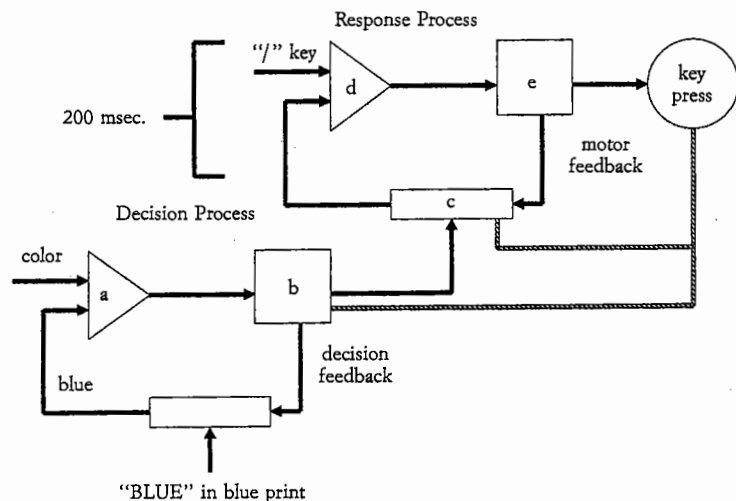 Response Process
"/" key
d
e
key
press
200 msec.
motor
feedback
c
Decision Process
color
a
b
decision
feedback
blue
"BLUE" in blue print